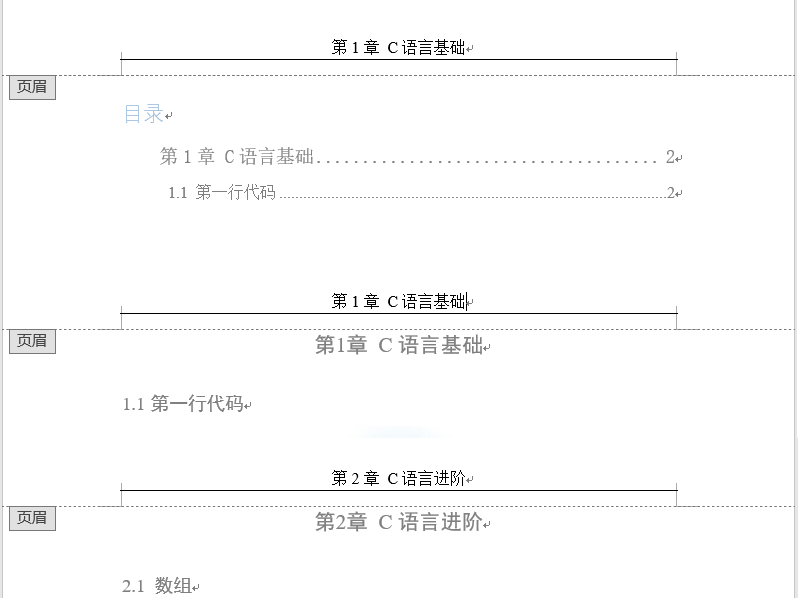 第 1 章 C 语言基础
页眉
目录
第 1 章 C 语言基础.................................... 2
1.1 第一行代码 ................................................................................................2
第 1 章 C 语言基础
页眉
第1章 C 语言基础
1.1 第一行代码
第 2 章 C 语言进阶
页眉
第2章 C 语言进阶
2.1 数组